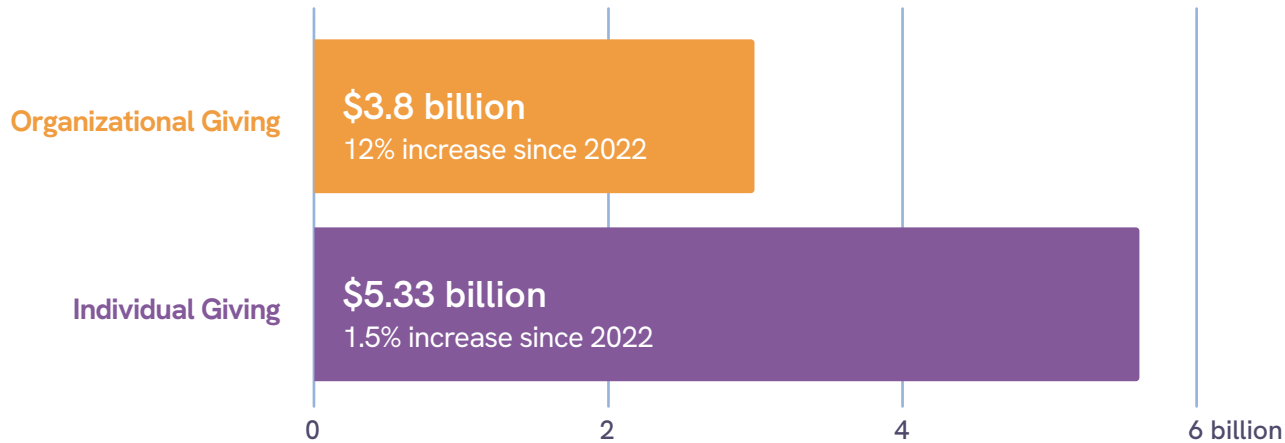 Organizational Giving
$3.8 billion
12% increase since 2022
Individual Giving
$5.33 billion
1.5% increase since 2022
0 2 4 6 billion